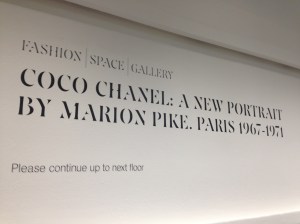 FASHION | SPACE | GALLERY
COCO CHANEL: A NEW PORTRAIT
BY MARION PIKE. PARIS 1967-1971
Please continue up to next floor